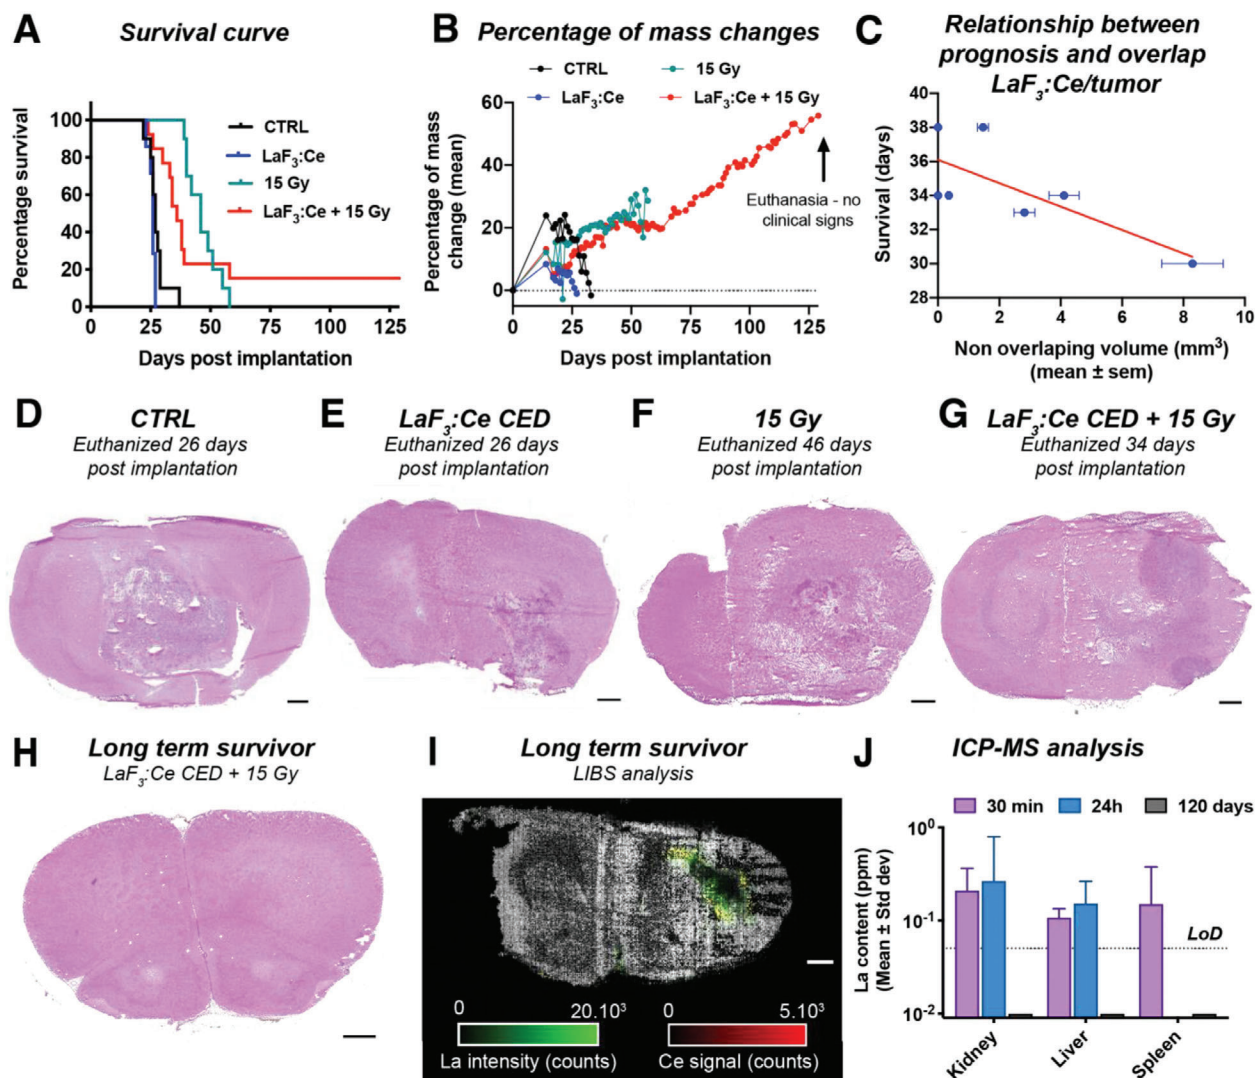 A
Survival curve
Percentage survival
100
80
60
40
20
0
0 25 50 75 100 125
Days post implantation
CTRL
LaF3:Ce
15 Gy
LaF3:Ce + 15 Gy
B
Percentage of mass changes
CTRL
15 Gy
LaF3:Ce
LaF3:Ce + 15 Gy
Percentage of mass
change (mean)
60
40
20
0
Euthanasia - no
clinical signs
0 25 50 75 100 125
Days post implantation
C
Relationship between
prognosis and overlap
LaF3:Ce/tumor
Survival (days)
40
38
36
34
32
30
28
0 2 4 6 8 10
Non overlaping volume (mm³)
(mean ± sem)
D
CTRL
Euthanized 26 days
post implantation
E
LaF3:Ce CED
Euthanized 26 days
post implantation
F
15 Gy
Euthanized 46 days
post implantation
G
LaF3:Ce CED + 15 Gy
Euthanized 34 days
post implantation
H
Long term survivor
LaF3:Ce CED + 15 Gy
I
Long term survivor
LIBS analysis
0 20.10³
La intensity (counts)
0 5.10³
Ce signal (counts)
J
ICP-MS analysis
30 min
24h
120 days
La content (ppm)
(Mean ± Std dev)
10⁰
10⁻¹
10⁻²
LoD
Kidney
Liver
Spleen